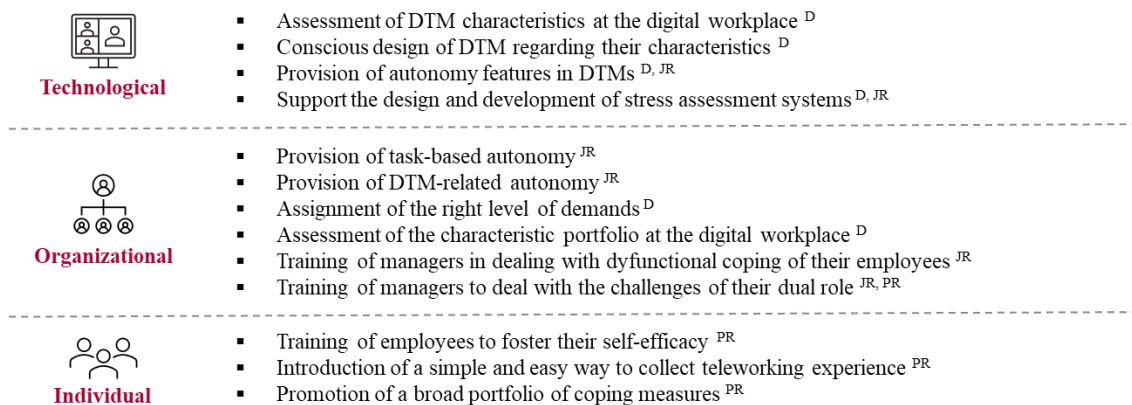 Technological
▪ Assessment of DTM characteristics at the digital workplace D
▪ Conscious design of DTM regarding their characteristics D
▪ Provision of autonomy features in DTMs D, JR
▪ Support the design and development of stress assessment systems D, JR
Organizational
▪ Provision of task-based autonomy JR
▪ Provision of DTM-related autonomy JR
▪ Assignment of the right level of demands D
▪ Assessment of the characteristic portfolio at the digital workplace D
▪ Training of managers in dealing with dyfunctional coping of their employees JR
▪ Training of managers to deal with the challenges of their dual role JR, PR
Individual
▪ Training of employees to foster their self-efficacy PR
▪ Introduction of a simple and easy way to collect teleworking experience PR
▪ Promotion of a broad portfolio of coping measures PR